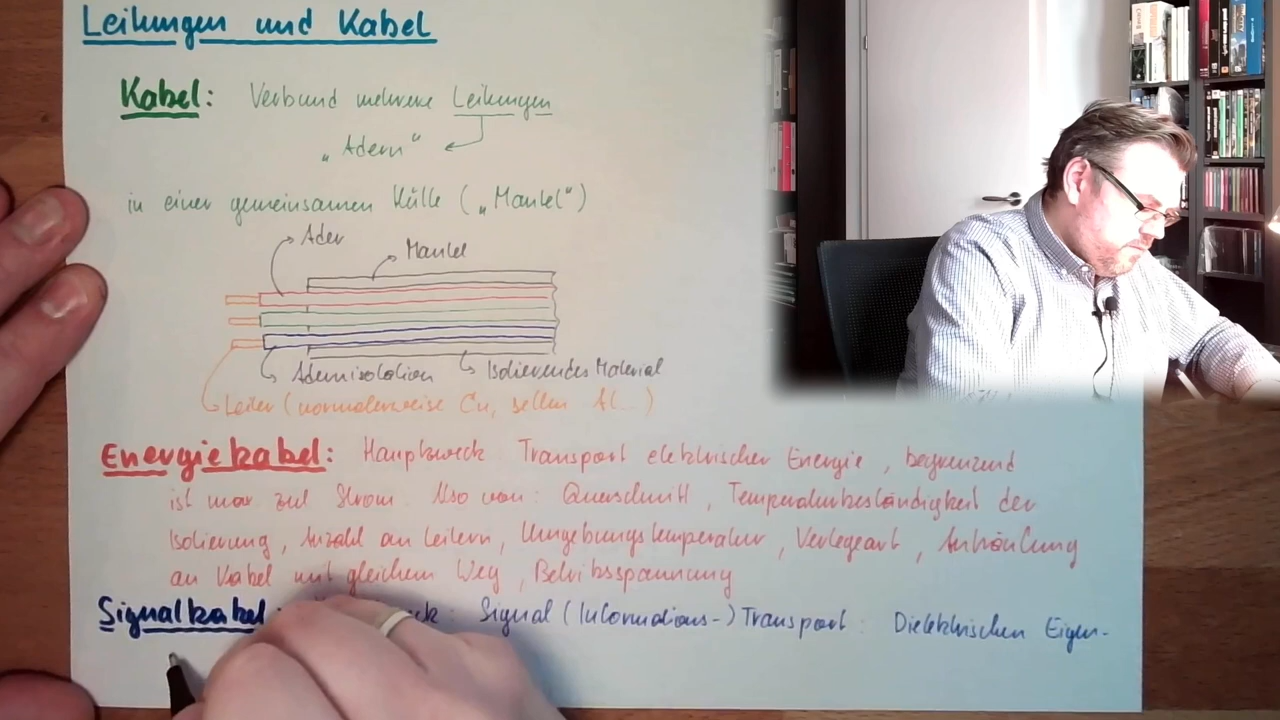 Leitungen und Kabel
Kabel: Verbund mehrere Leitungen
„Adern“
in einer gemeinsamen Hülle („Mantel“)
Ader
Mantel
Adernisolation
Isolierendes Material
Leiter (normalerweise Cu, selten Al...)
Energiekabel: Hauptzweck Transport elektrischer Energie, begrenzend
ist max zul Strom. Also von: Querschnitt, Temperaturbeständigkeit der
Isolierung, Anzahl an Leitern, Umgebungstemperatur, Verlegeart, Anhäufung
an Kabel mit gleichem Weg, Betriebsspannung
Signalkabel: Signal (Informations-) Transport: Dielektrischen Eigen-